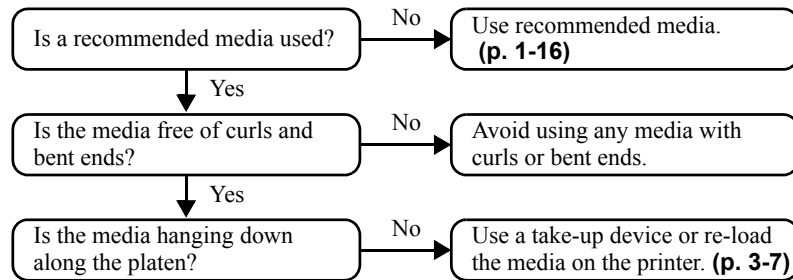 Is a recommended media used?
No
Use recommended media.
(p. 1-16)
Yes
Is the media free of curls and
bent ends?
No
Avoid using any media with
curls or bent ends.
Yes
Is the media hanging down
along the platen?
No
Use a take-up device or re-load
the media on the printer. (p. 3-7)